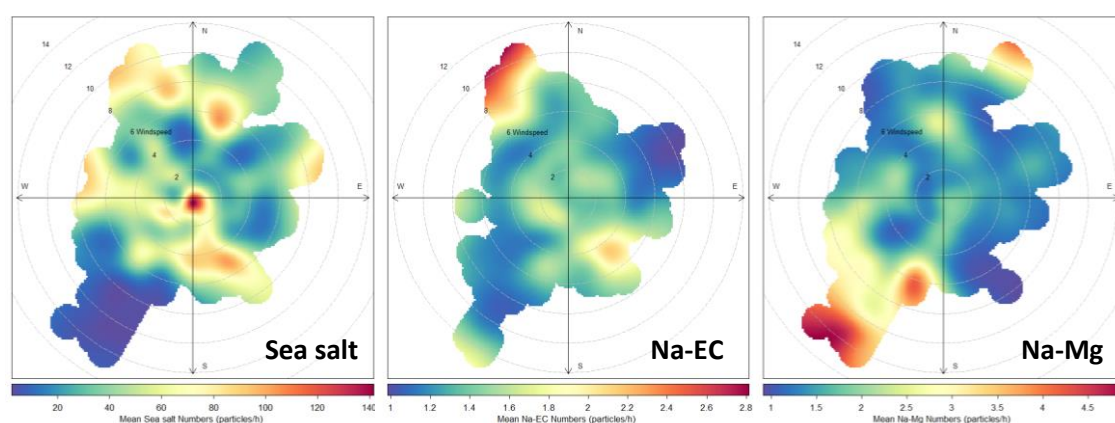 14
12
10
8
6 Windspeed
4
2
N
W
E
S
Sea salt
20 40 60 80 100 120 140
Mean Sea salt Numbers (particles/h)
14
12
10
8
6 Windspeed
4
2
N
W
E
S
Na-EC
1 1.2 1.4 1.6 1.8 2 2.2 2.4 2.6 2.8
Mean Na-EC Numbers (particles/h)
14
12
10
8
6 Windspeed
4
2
N
W
E
S
Na-Mg
1 1.5 2 2.5 3 3.5 4 4.5
Mean Na-Mg Numbers (particles/h)